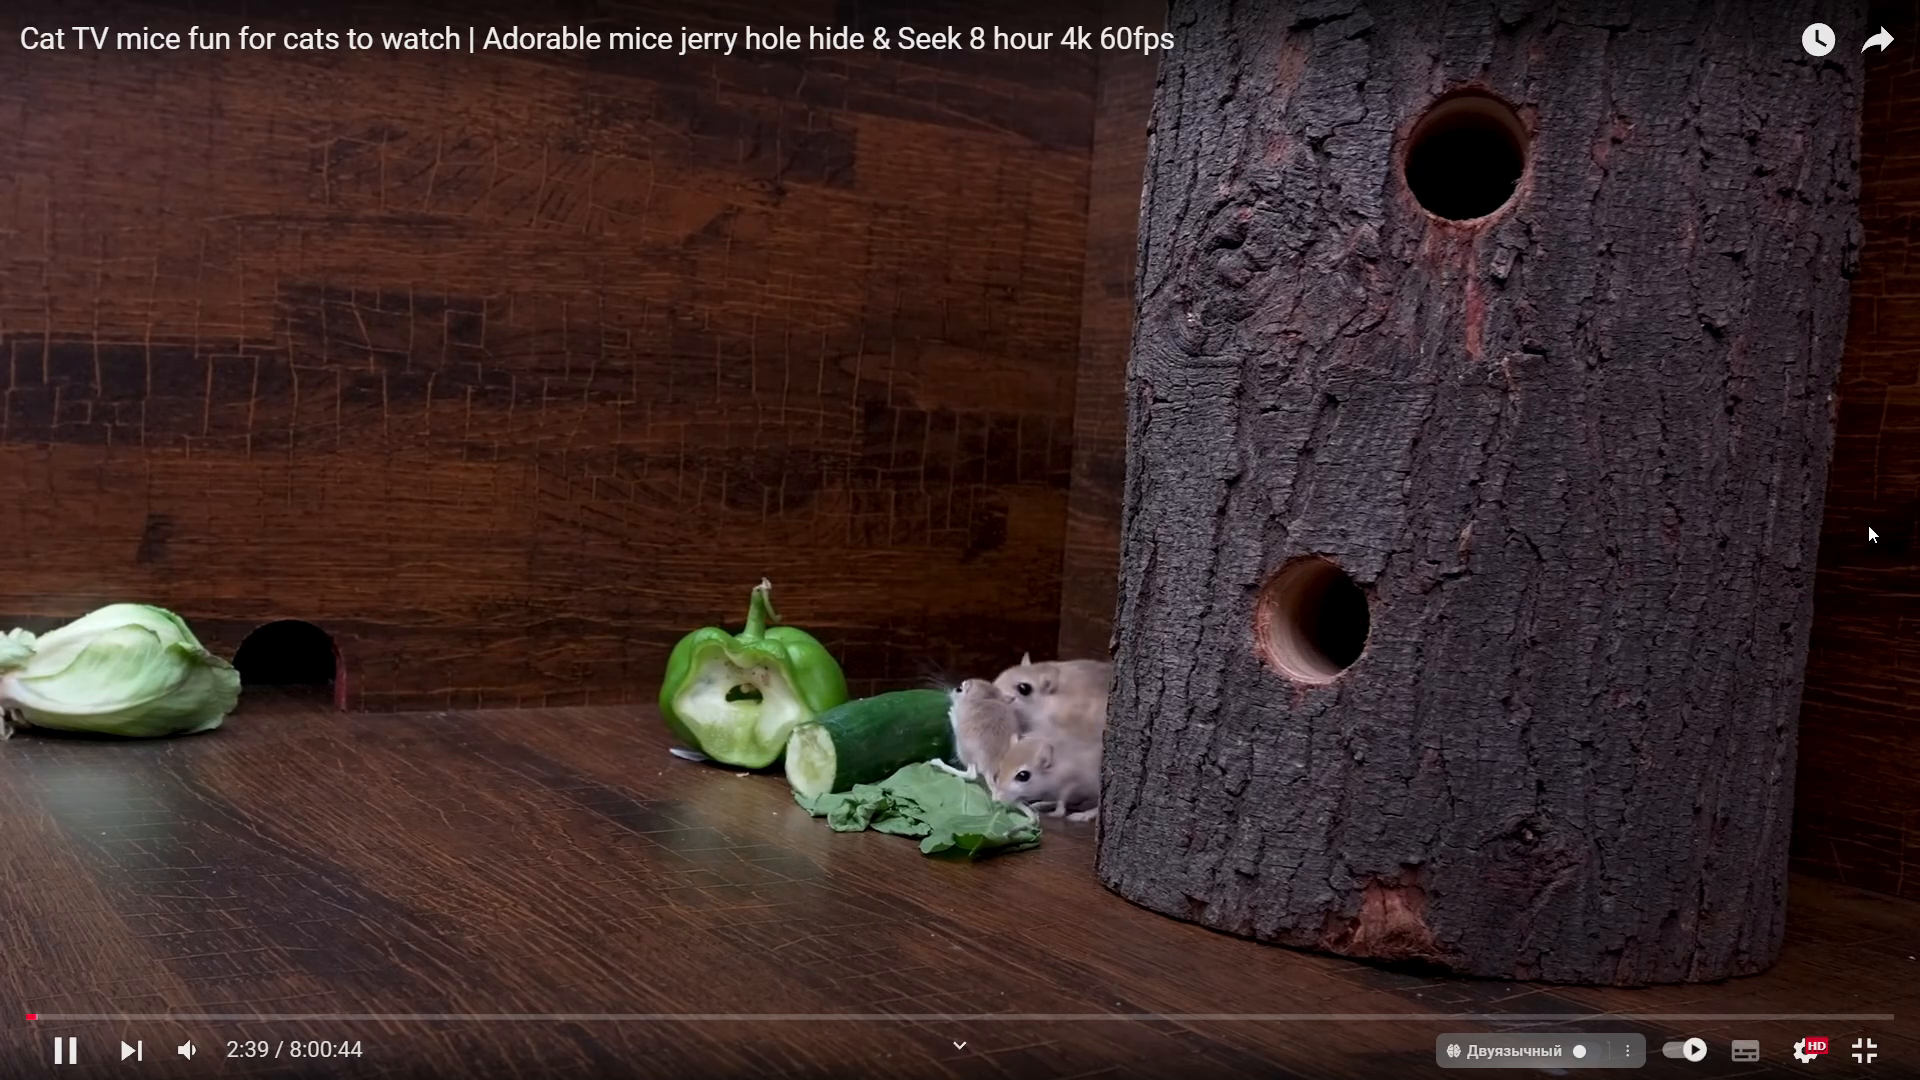 Cat TV mice fun for cats to watch | Adorable mice jerry hole hide & Seek 8 hour 4k 60fps
2:39 / 8:00:44
Двуязычный
HD